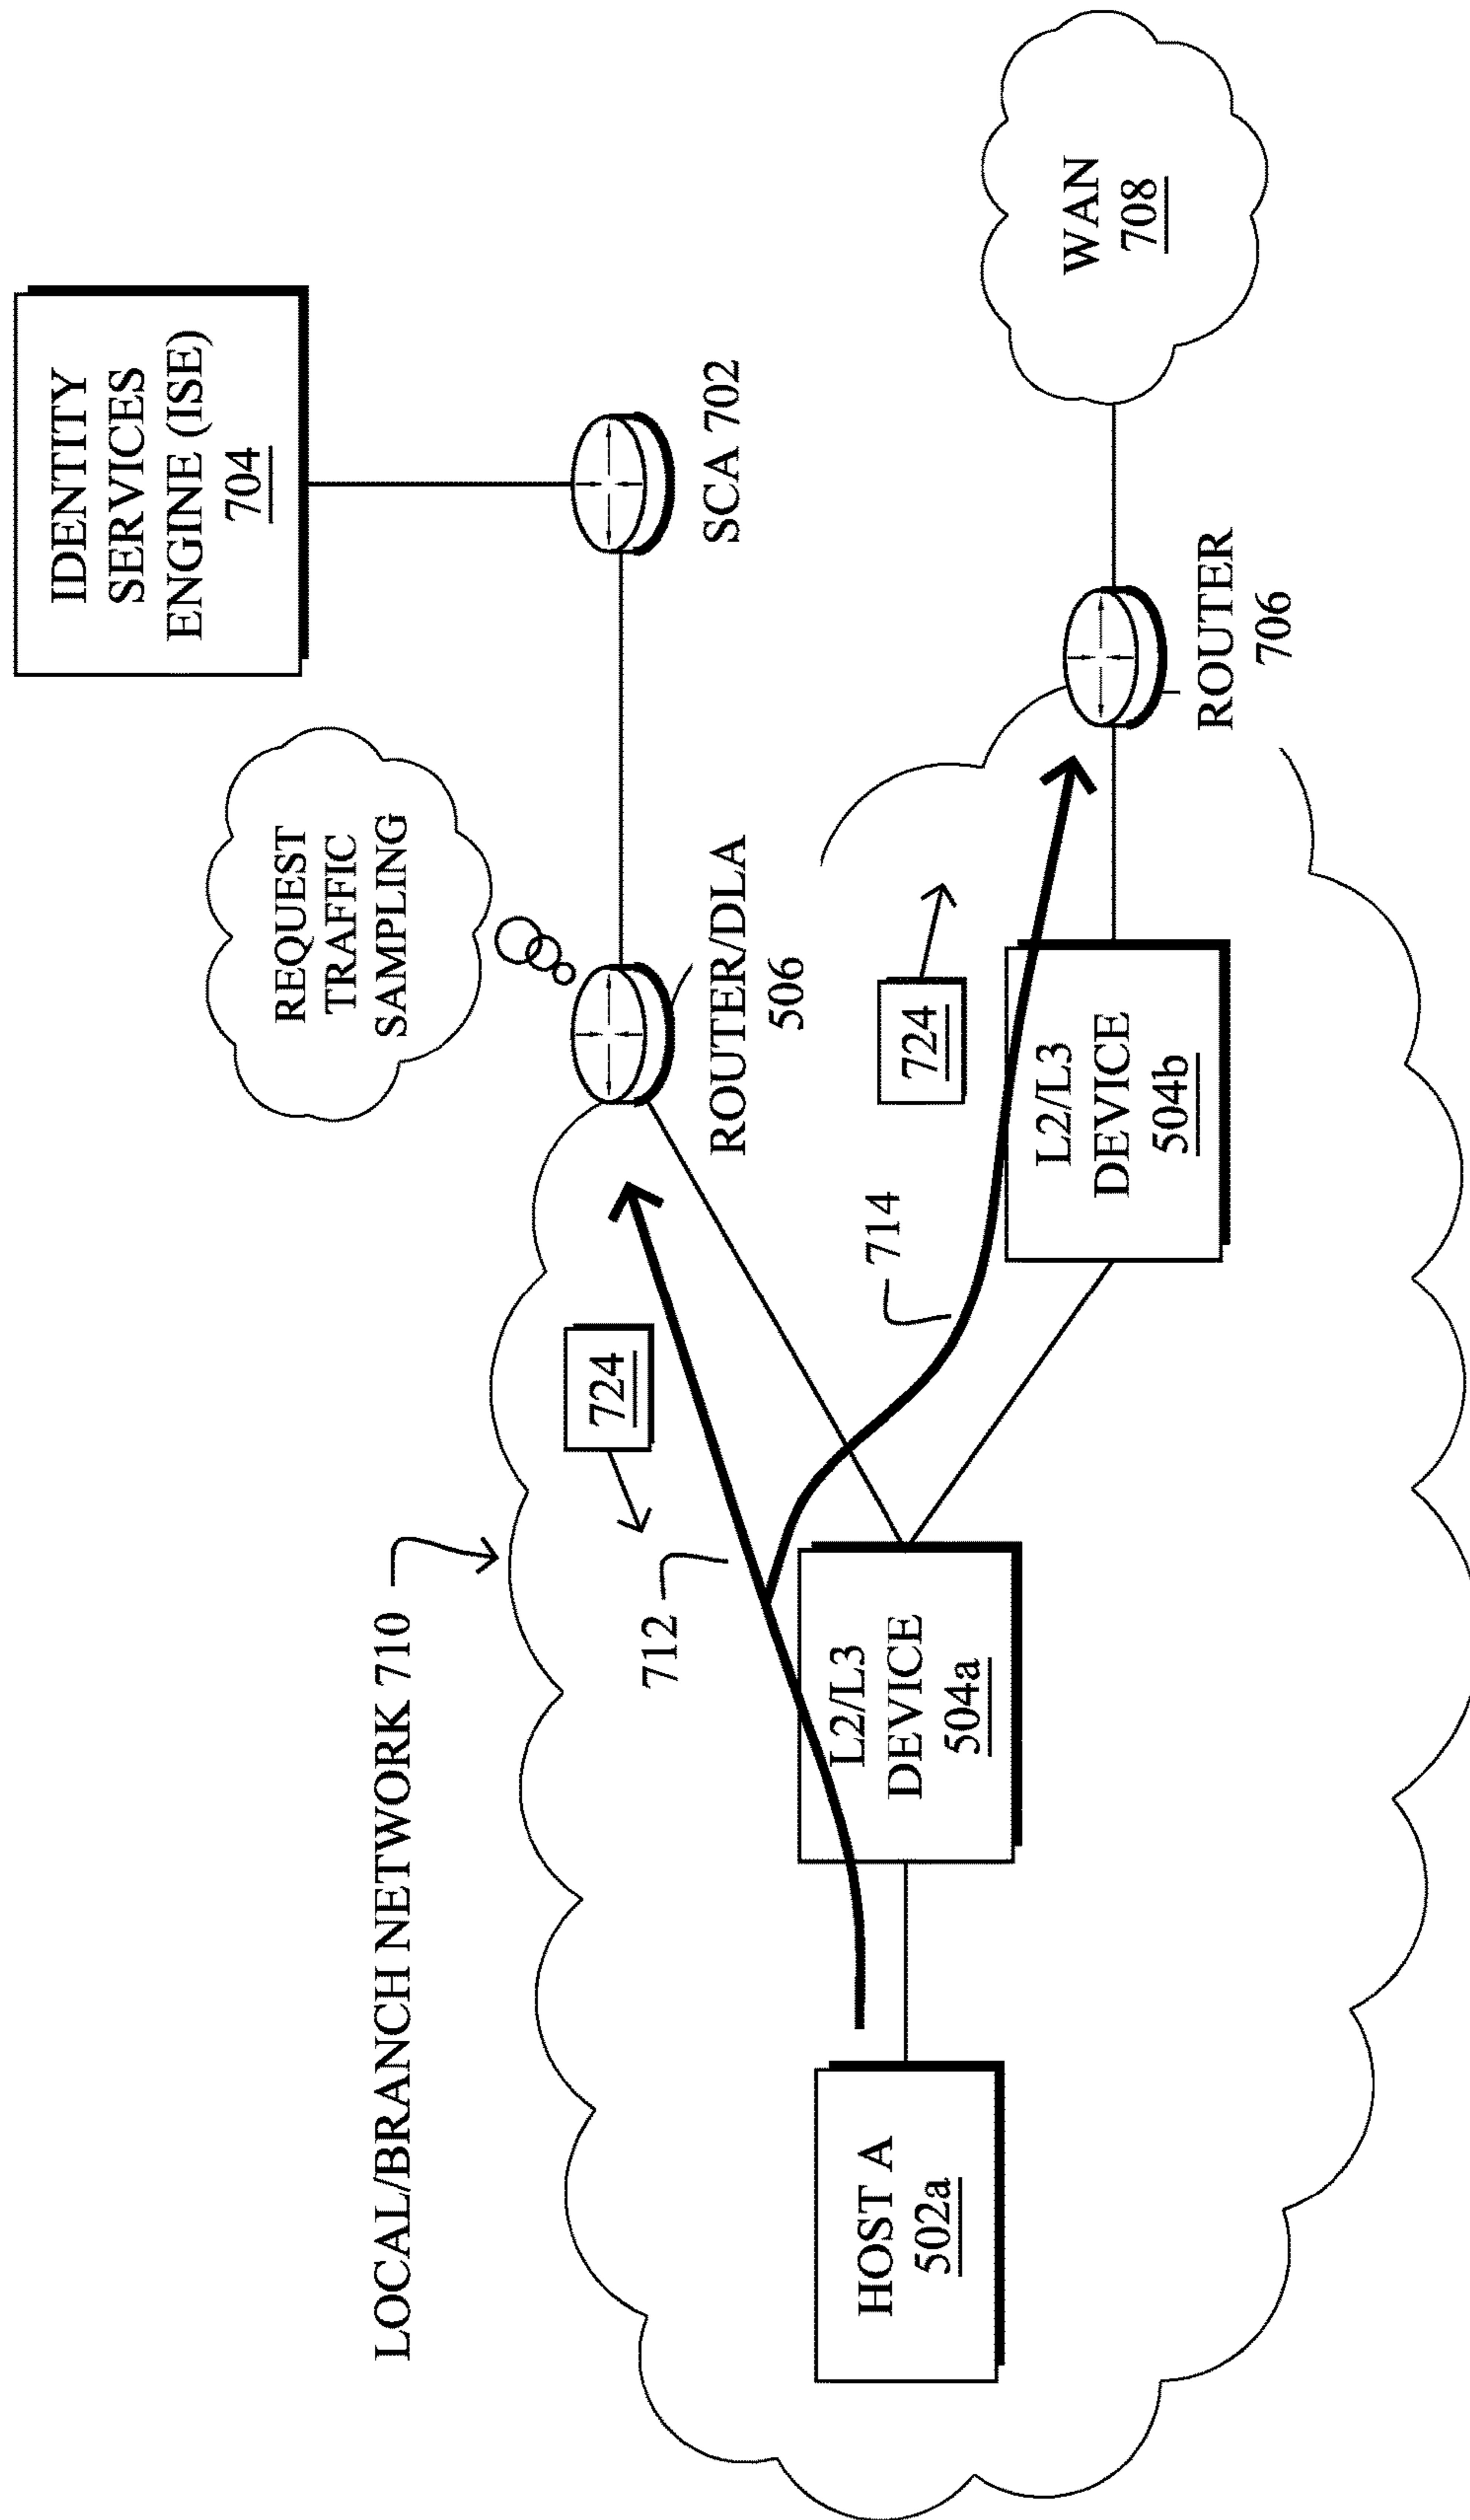 IDENTITY
SERVICES
ENGINE (ISE)
704
REQUEST
TRAFFIC
SAMPLING
SCA 702
WAN
708
LOCAL/BRANCH NETWORK 710
ROUTER/DLA
506
ROUTER
706
724
712
714
724
L2/L3
DEVICE
504b
L2/L3
DEVICE
504a
HOST A
502a